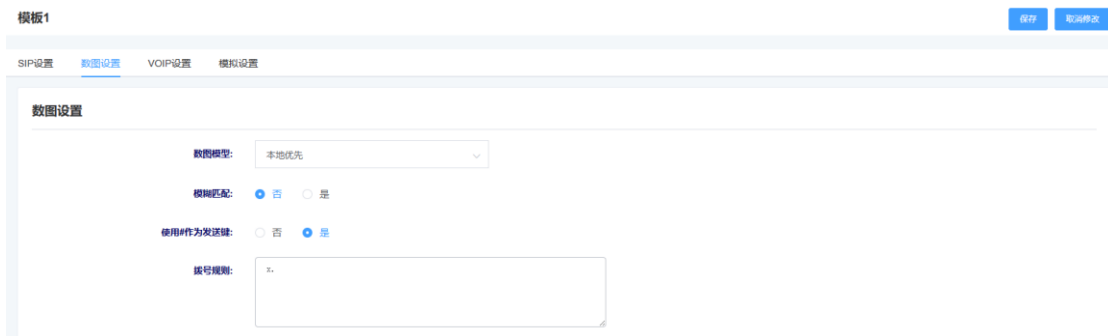 模板1
保存 取消修改
SIP设置 数图设置 VOIP设置 模拟设置
数图设置
数图模型: 本地优先
模糊匹配: 否 是
使用#作为发送键: 否 是
拨号规则: x.